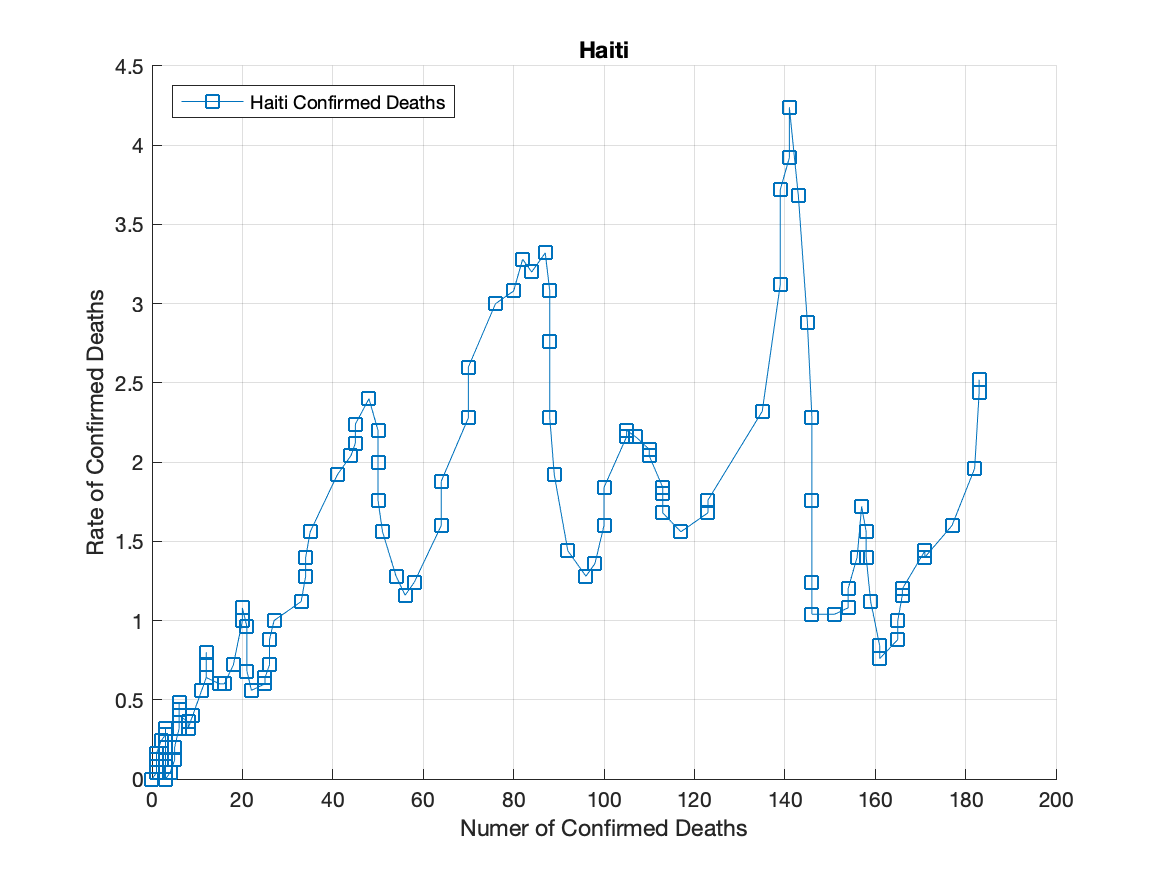 Haiti
Haiti Confirmed Deaths
4.5
4
3.5
3
2.5
2
1.5
1
0.5
0
Rate of Confirmed Deaths
0 20 40 60 80 100 120 140 160 180 200
Numer of Confirmed Deaths